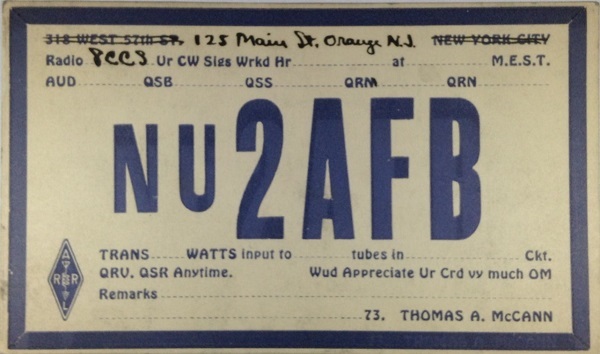 318 WEST 57th ST. 125 Main St. Orange N.J. NEW YORK CITY
Radio PCC3 Ur CW Sigs Wrkd Hr at M.E.S.T.
AUD QSB QSS QRM QRN
NU2AFB
TRANS WATTS input to tubes in Ckt.
QRV. QSR Anytime. Wud Appreciate Ur Crd vy much OM
Remarks
73. THOMAS A. McCANN
A R R L